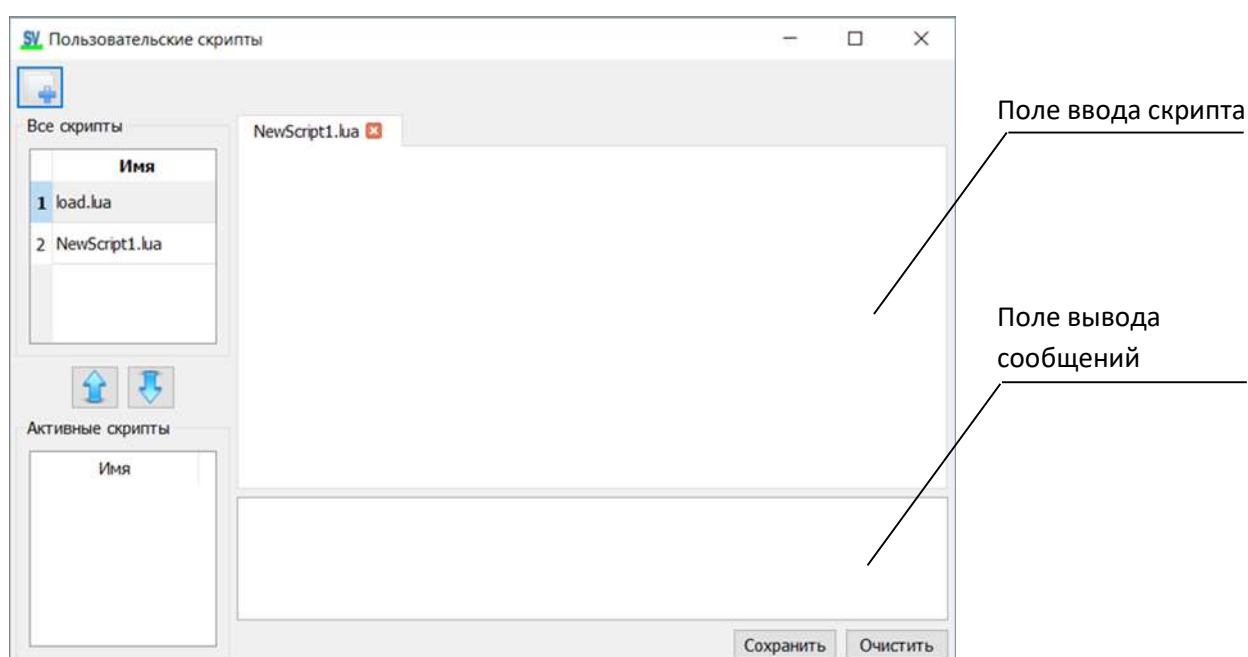 SV Пользовательские скрипты
Поле ввода скрипта
Все скрипты
NewScript1.lua
Имя
1 load.lua
2 NewScript1.lua
Поле вывода
сообщений
Активные скрипты
Имя
Сохранить
Очистить